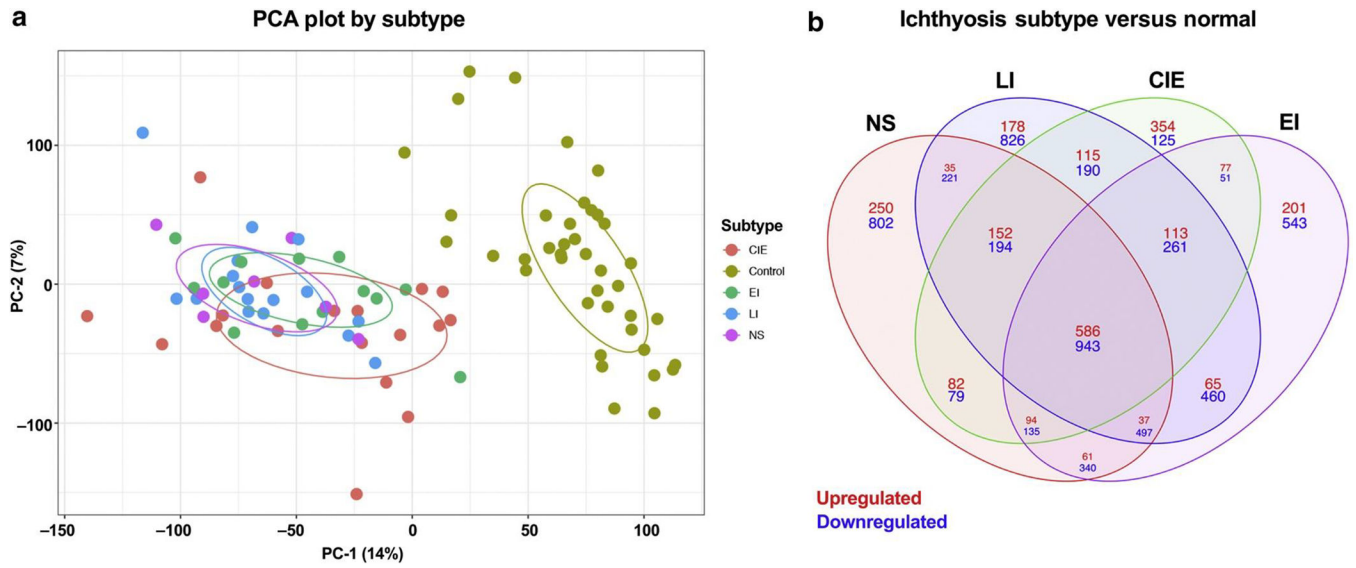 a
PCA plot by subtype
100
0
−100
PC-2 (7%)
−150
−100
−50
0
50
100
PC-1 (14%)
Subtype
CIE
Control
EI
LI
NS
b
Ichthyosis subtype versus normal
NS
LI
CIE
EI
178
826
354
125
115
190
35
221
77
51
250
802
201
543
152
194
113
261
586
943
82
79
65
460
94
135
37
497
61
340
Upregulated
Downregulated